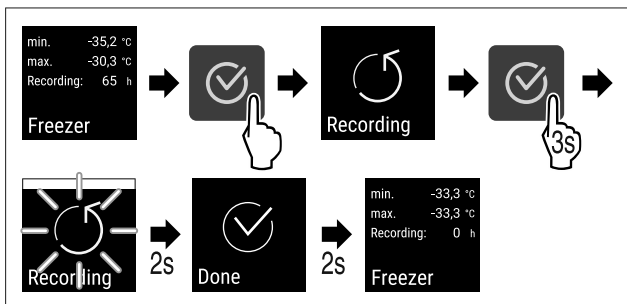 min. -35,2 °C
max. -30,3 °C
Recording: 65 h
Freezer
Recording
3s
Recording
2s
Done
2s
min. -33,3 °C
max. -33,3 °C
Recording: 0 h
Freezer